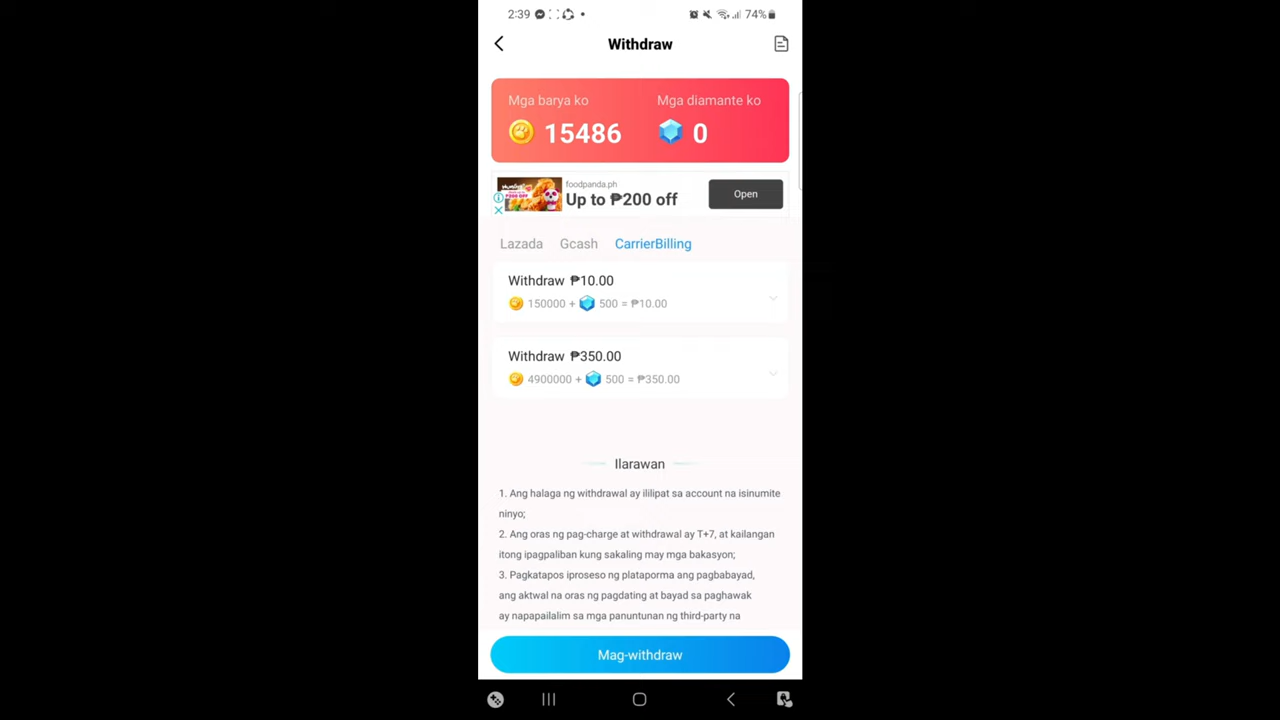 2:39 74%
Withdraw
Mga barya ko Mga diamante ko
15486 0
foodpanda.ph
Up to ₱200 off
Open
Lazada Gcash CarrierBilling
Withdraw ₱10.00
150000 + 500 = ₱10.00
Withdraw ₱350.00
4900000 + 500 = ₱350.00
Ilarawan
1. Ang halaga ng withdrawal ay ililipat sa account na isinumite
ninyo;
2. Ang oras ng pag-charge at withdrawal ay T+7, at kailangan
itong ipagpaliban kung sakaling may mga bakasyon;
3. Pagkatapos iproseso ng plataporma ang pagbabayad,
ang aktwal na oras ng pagdating at bayad sa paghawak
ay napapailalim sa mga panuntunan ng third-party na
Mag-withdraw